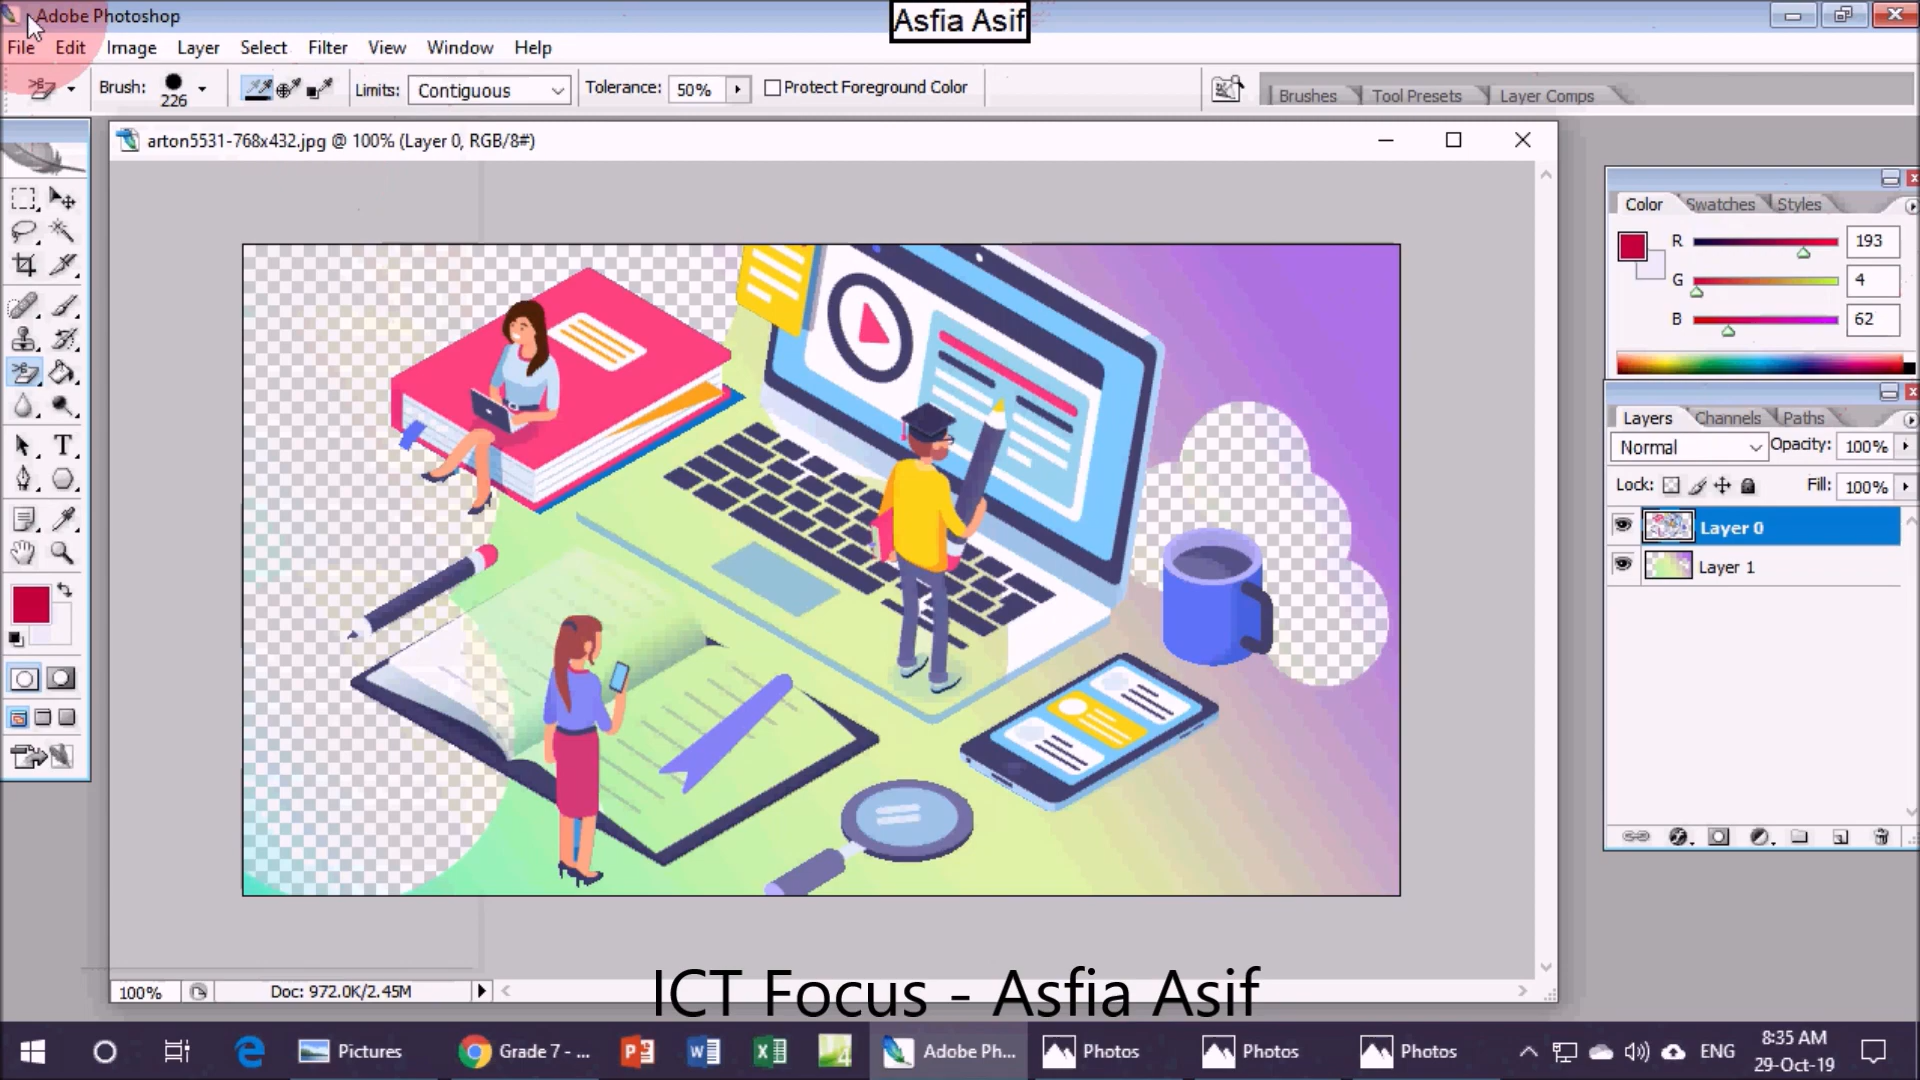 Adobe Photoshop
Asfia Asif
File Edit Image Layer Select Filter View Window Help
Brush: 226 Limits: Contiguous Tolerance: 50% Protect Foreground Color
Brushes Tool Presets Layer Comps
arton5531-768x432.jpg @ 100% (Layer 0, RGB/8#)
Color Swatches Styles
R 193
G 4
B 62
Layers Channels Paths
Normal Opacity: 100%
Lock: Fill: 100%
Layer 0
Layer 1
T
100% Doc: 972.0K/2.45M
ICT Focus - Asfia Asif
Pictures Grade 7 - ... Adobe Ph... Photos Photos Photos ENG
8:35 AM
29-Oct-19